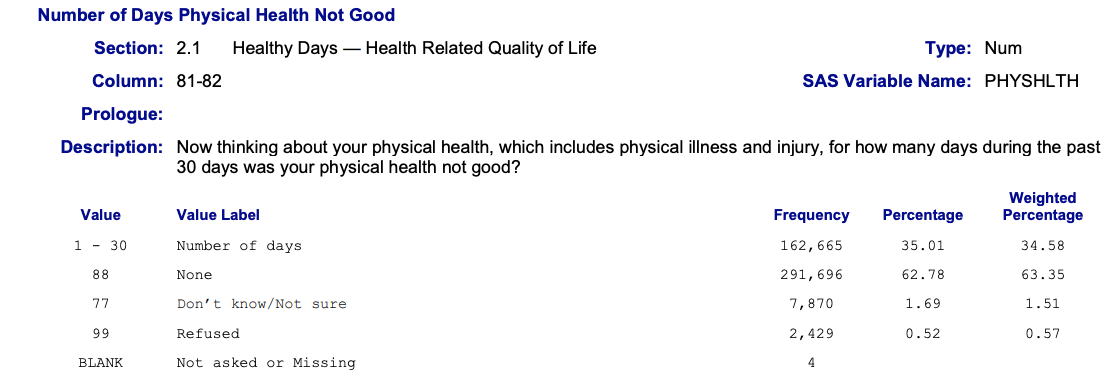 Number of Days Physical Health Not Good
Section: 2.1 Healthy Days — Health Related Quality of Life Type: Num
Column: 81-82 SAS Variable Name: PHYSHLTH
Prologue:
Description: Now thinking about your physical health, which includes physical illness and injury, for how many days during the past
30 days was your physical health not good?
Weighted
Value Value Label Frequency Percentage Percentage
1 - 30 Number of days 162,665 35.01 34.58
88 None 291,696 62.78 63.35
77 Don’t know/Not sure 7,870 1.69 1.51
99 Refused 2,429 0.52 0.57
BLANK Not asked or Missing 4